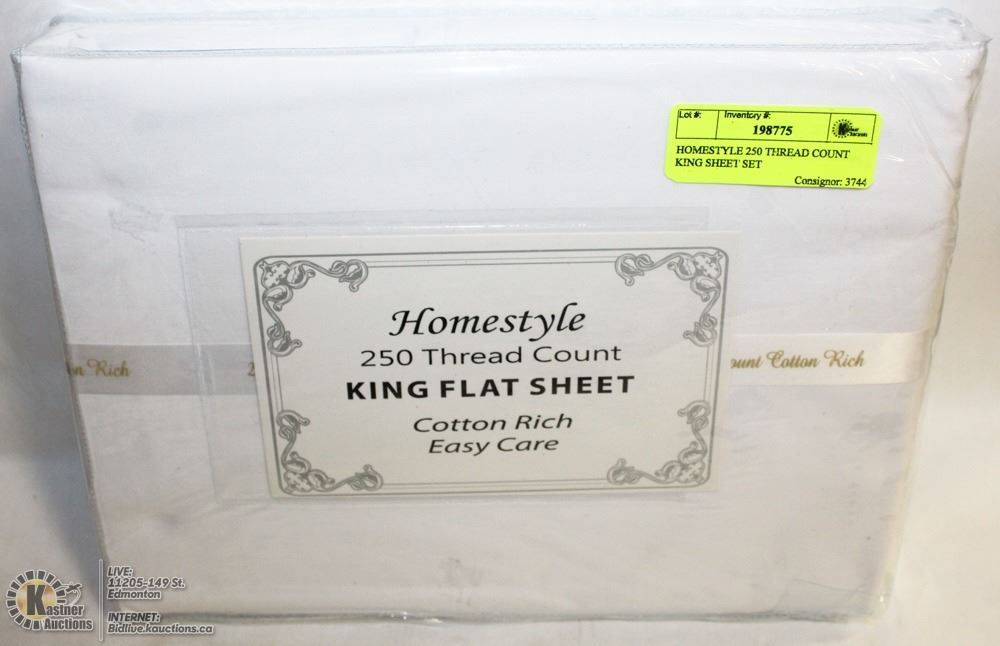 Lot #:
Inventory #:
198775
HOMESTYLE 250 THREAD COUNT
KING SHEET SET
Consignor: 3744
Homestyle
250 Thread Count
KING FLAT SHEET
Cotton Rich
Easy Care
Rich
2
ount Cotton Rich
Kastner
Auctions
LIVE:
11205-149 St.
Edmonton
INTERNET:
Bidlive.kauctions.ca